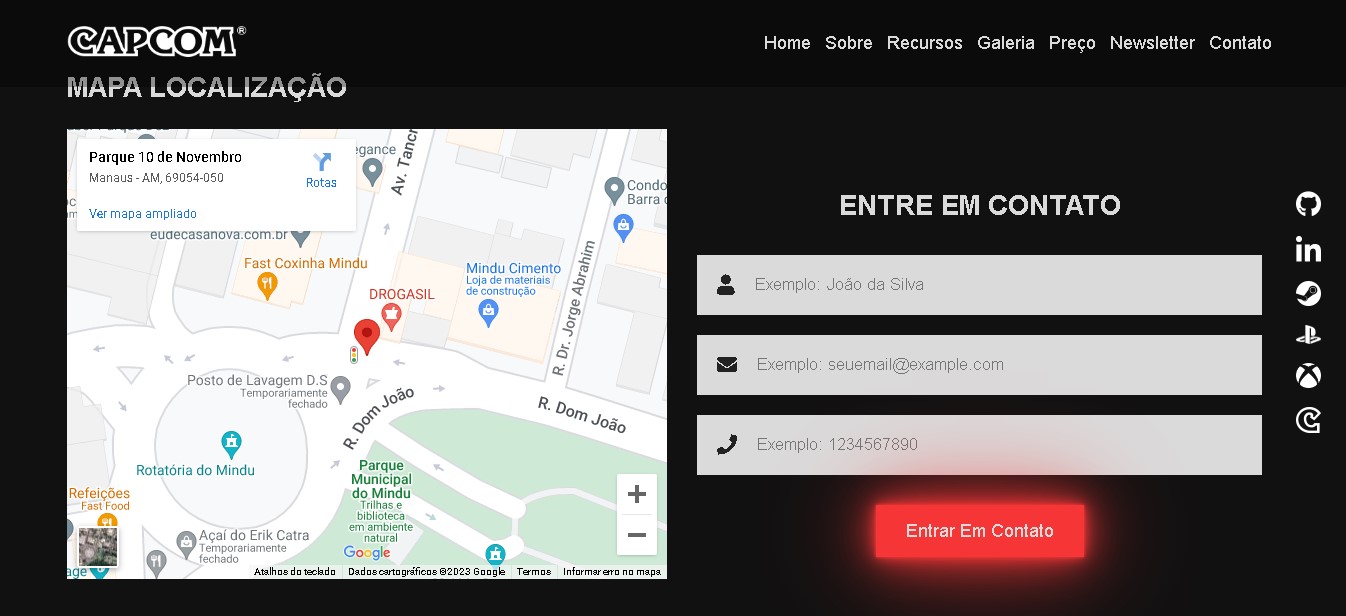 CAPCOM®
Home Sobre Recursos Galeria Preço Newsletter Contato
MAPA LOCALIZAÇÃO
Parque 10 de Novembro
Manaus - AM, 69054-050
Rotas
Ver mapa ampliado
egance
Av. Tancr
Condo
Barra
eudecasanova.com.br
Fast Coxinha Mindu
Mindu Cimento
Loja de materiais
de construção
DROGASIL
R. Dr. Jorge Abrahim
Posto de Lavagem D.S
Temporariamente
fechado
R. Dom João
R. Dom João
Rotatória do Mindu
Parque
Municipal
do Mindu
Trilhas e
biblioteca
em ambiente
natural
Refeições
Fast Food
Açaí do Erik Catra
Temporariamente
fechado
age
Google
+
−
Atalhos do teclado Dados cartográficos ©2023 Google Termos Informar erro no mapa
ENTRE EM CONTATO
Exemplo: João da Silva
Exemplo: seuemail@example.com
Exemplo: 1234567890
Entrar Em Contato
in